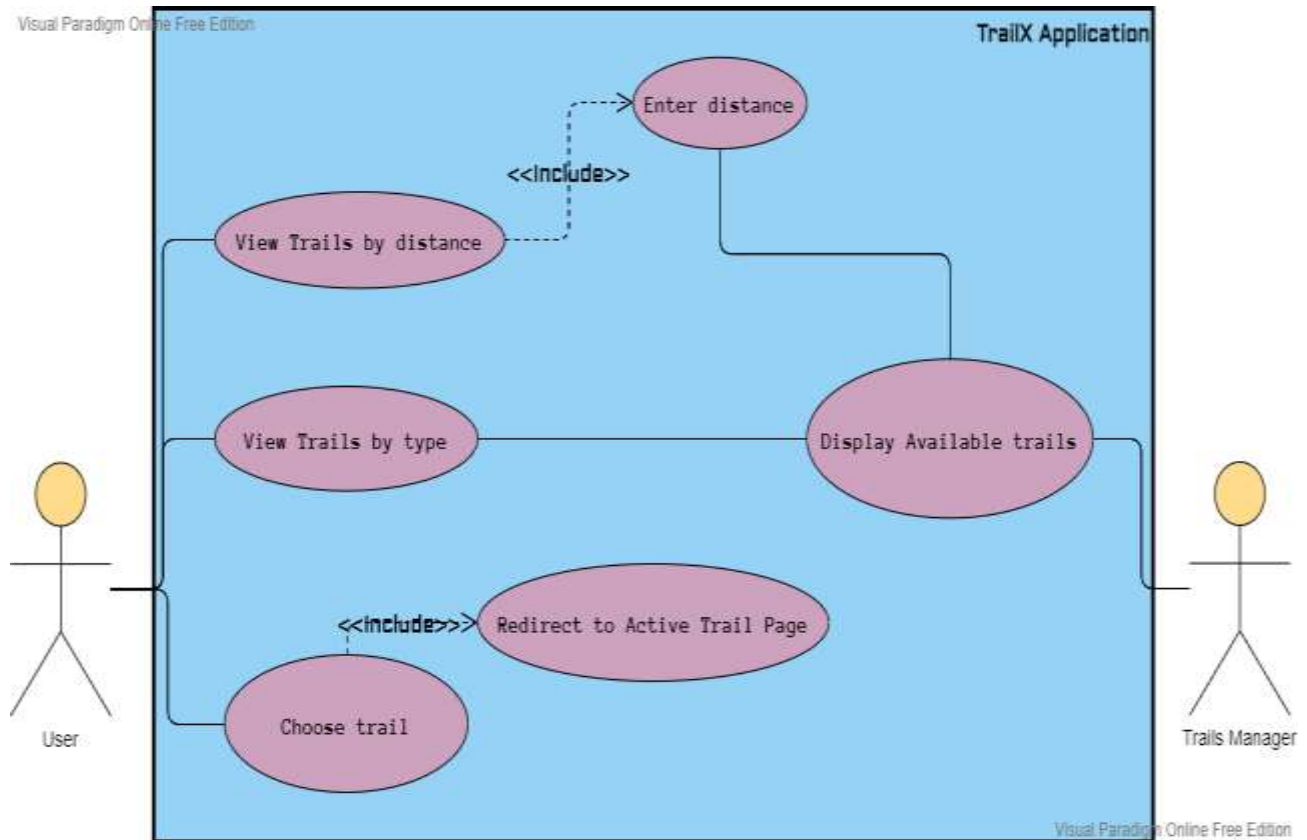 Visual Paradigm Online Free Edition
TrailX Application
Enter distance
<<Include>>
View Trails by distance
View Trails by type
Display Available trails
<<Include>>
Redirect to Active Trail Page
Choose trail
User
Trails Manager
Visual Paradigm Online Free Edition